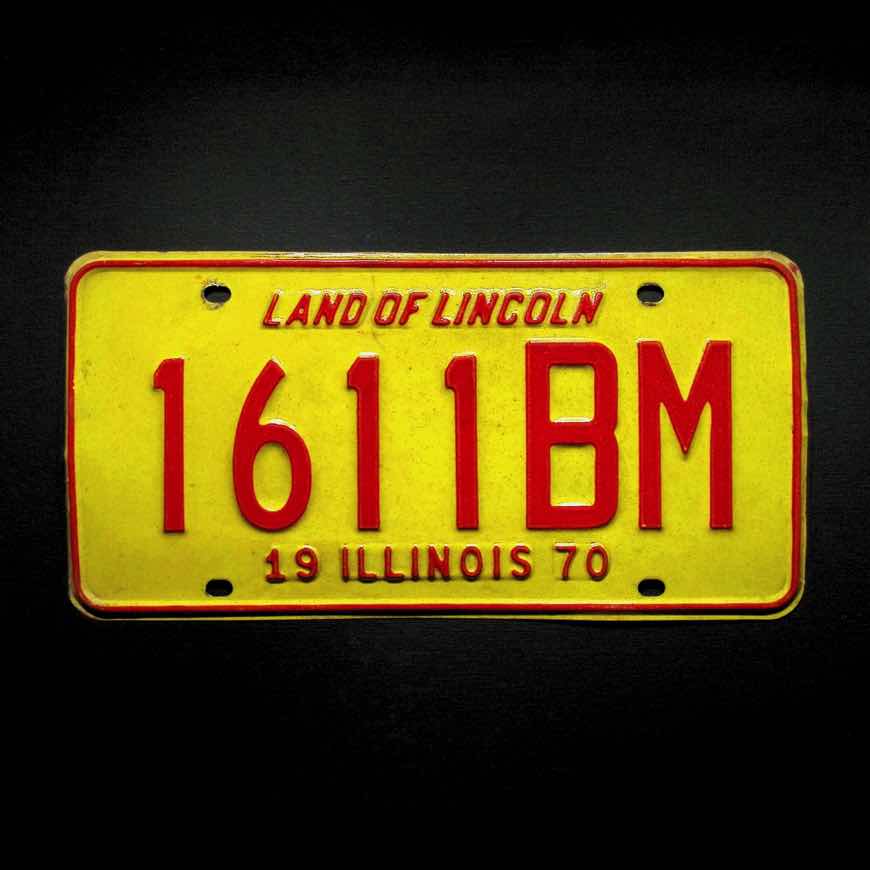 LAND OF LINCOLN
1611BM
19 ILLINOIS 70